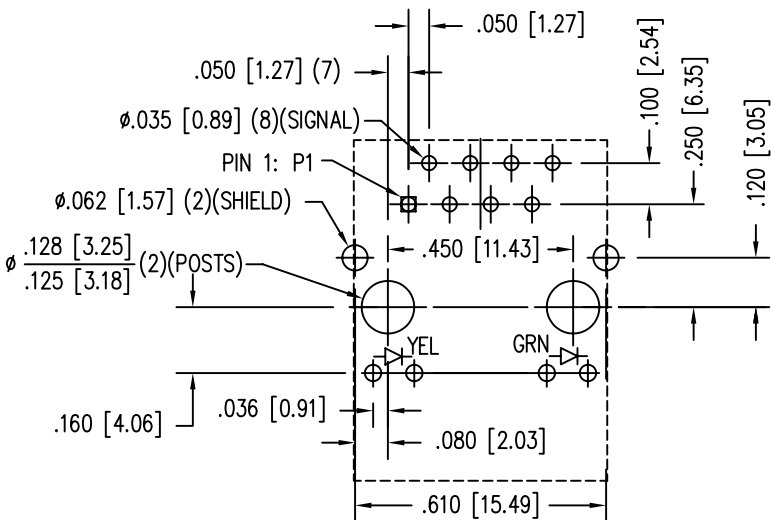 .050 [1.27]
.050 [1.27] (7)
ø.035 [0.89] (8)(SIGNAL)
PIN 1: P1
ø.062 [1.57] (2)(SHIELD)
ø .128 [3.25]
.125 [3.18] (2)(POSTS)
.100 [2.54]
.250 [6.35]
.120 [3.05]
.450 [11.43]
YEL
GRN
.036 [0.91]
.160 [4.06]
.080 [2.03]
.610 [15.49]